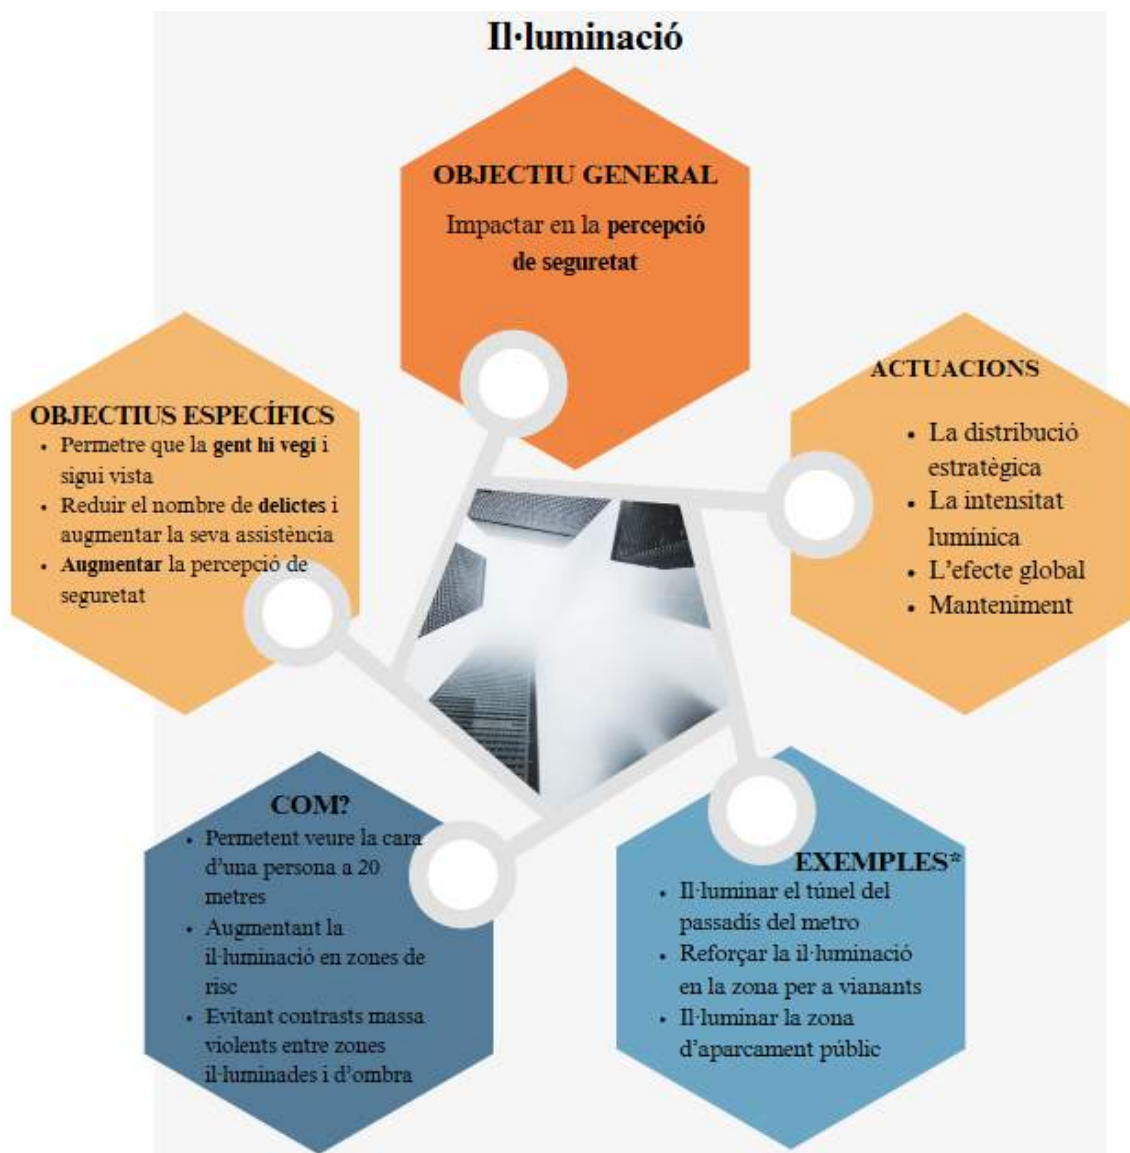 Il·luminació
OBJECTIU GENERAL
Impactar en la percepció
de seguretat
OBJECTIUS ESPECÍFICS
• Permetre que la gent hi vegi i
sigui vista
• Reduir el nombre de delictes i
augmentar la seva assistència
• Augmentar la percepció de
seguretat
ACTUACIONS
• La distribució
estratègica
• La intensitat
lumínica
• L'efecte global
• Manteniment
COM?
• Permetent veure la cara
d'una persona a 20
metres
• Augmentant la
il·luminació en zones de
risc
• Evitant contrasts massa
violents entre zones
il·luminades i d'ombra
EXEMPLES*
• Il·luminar el túnel del
passadís del metro
• Reforçar la il·luminació
en la zona per a vianants
• Il·luminar la zona
d'aparcament públic